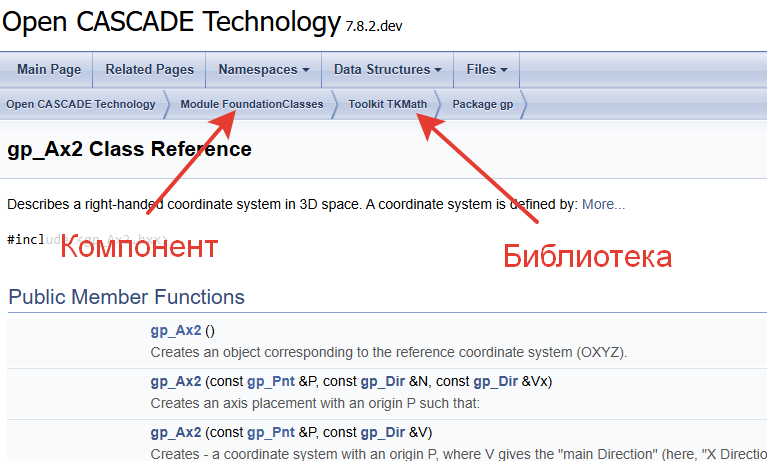 Open CASCADE Technology 7.8.2.dev
Main Page Related Pages Namespaces Data Structures Files
Open CASCADE Technology Module FoundationClasses Toolkit TKMath Package gp
gp_Ax2 Class Reference
Describes a right-handed coordinate system in 3D space. A coordinate system is defined by: More...
#include <gp_Ax2.hxx>
Компонент
Библиотека
Public Member Functions
gp_Ax2 ()
Creates an object corresponding to the reference coordinate system (OXYZ).
gp_Ax2 (const gp_Pnt &P, const gp_Dir &N, const gp_Dir &Vx)
Creates an axis placement with an origin P such that:
gp_Ax2 (const gp_Pnt &P, const gp_Dir &V)
Creates - a coordinate system with an origin P, where V gives the "main Direction" (here, "X Directio